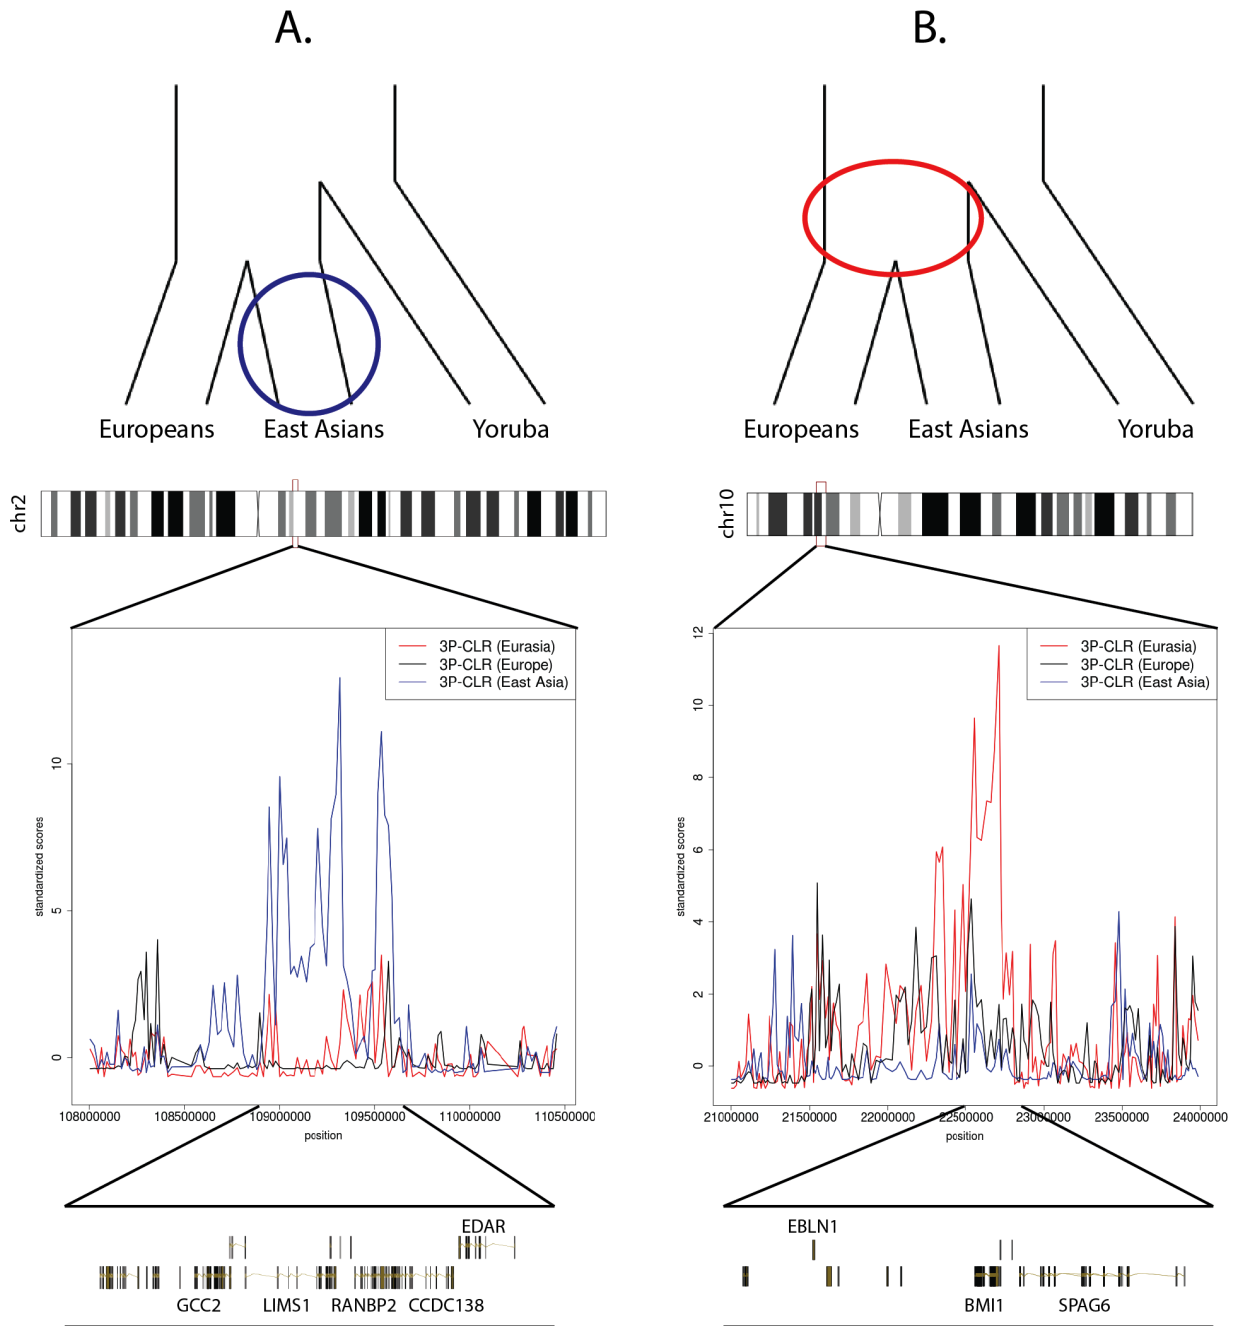 A.
B.
Europeans East Asians Yoruba
Europeans East Asians Yoruba
chr2
chr10
3P-CLR (Eurasia)
3P-CLR (Europe)
3P-CLR (East Asia)
10
5
0
standardized scores
108000000 108500000 109000000 109500000 110000000 110500000
position
3P-CLR (Eurasia)
3P-CLR (Europe)
3P-CLR (East Asia)
12
10
8
6
4
2
0
standardized scores
21000000 21500000 22000000 22500000 23000000 23500000 24000000
position
EDAR
GCC2 LIMS1 RANBP2 CCDC138
EBLN1
BMI1 SPAG6